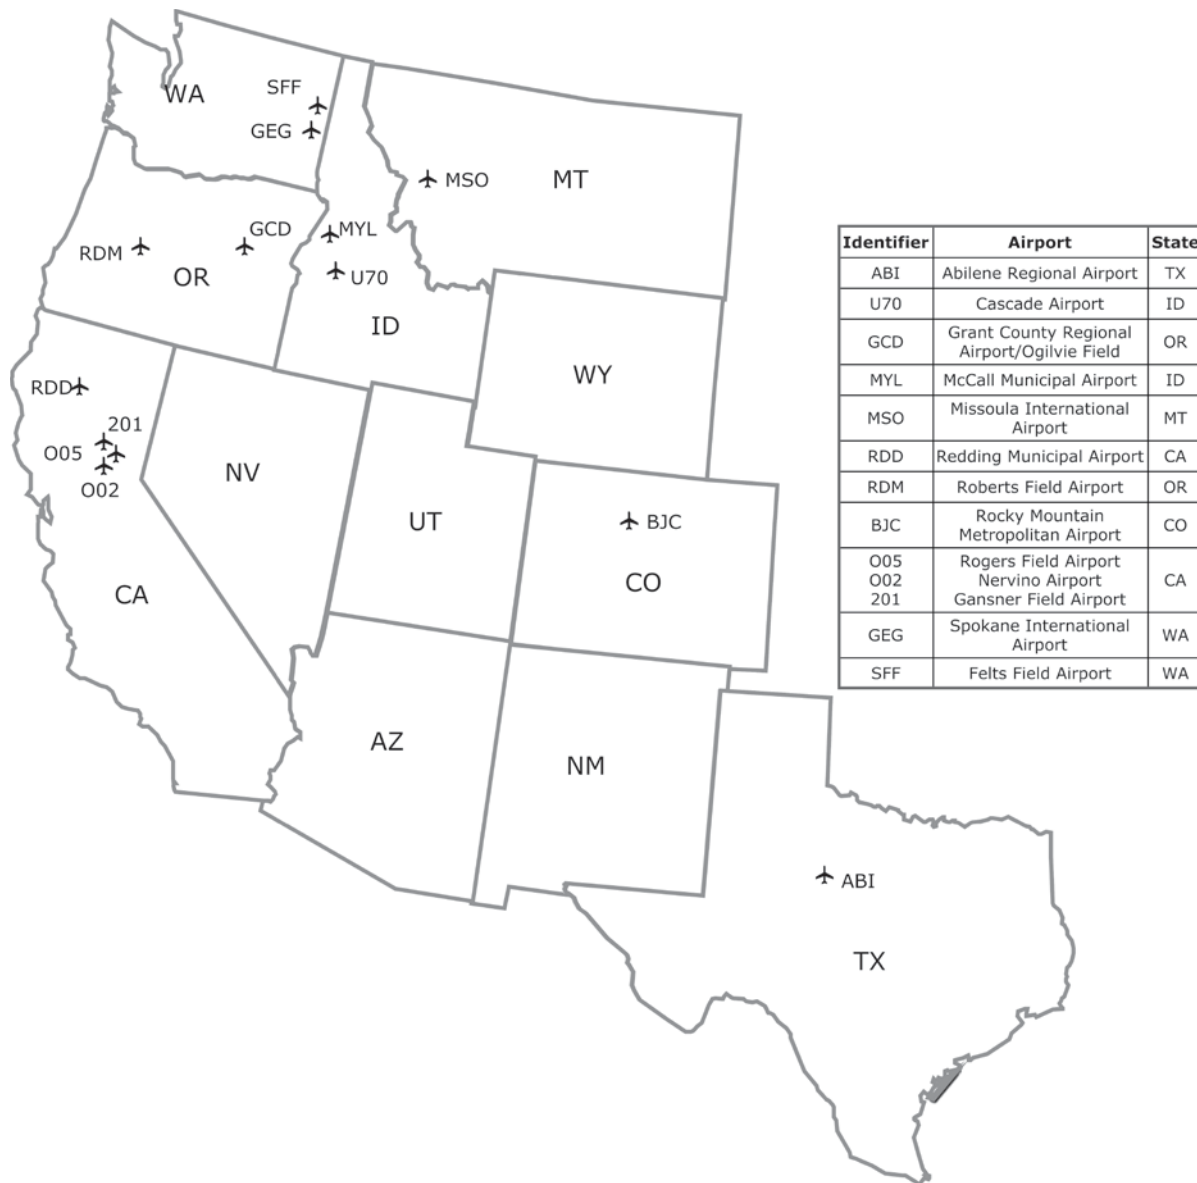 WA
SFF
GEG
MSO
MT
RDM
GCD
MYL
OR
U70
ID
WY
RDD
201
O05
O02
NV
UT
BJC
CA
CO
AZ
NM
ABI
TX
Identifier Airport State
ABI Abilene Regional Airport TX
U70 Cascade Airport ID
GCD Grant County Regional
Airport/Ogilvie Field OR
MYL McCall Municipal Airport ID
MSO Missoula International
Airport MT
RDD Redding Municipal Airport CA
RDM Roberts Field Airport OR
BJC Rocky Mountain
Metropolitan Airport CO
O05 Rogers Field Airport
O02 Nervino Airport CA
201 Gansner Field Airport
GEG Spokane International
Airport WA
SFF Felts Field Airport WA